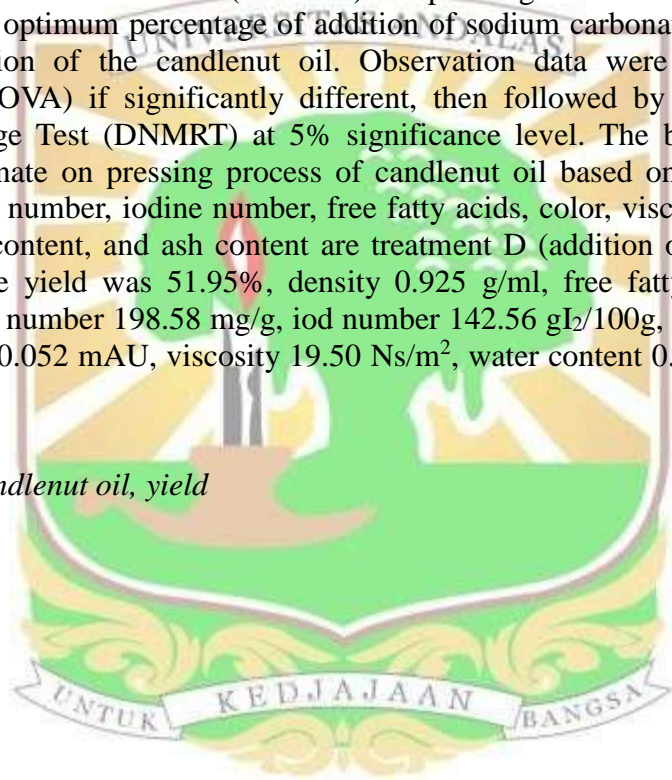 UNIVERSITAS ANDALAS
optimum percentage of addition of sodium carbona
ion of the candlenut oil. Observation data were
OVA) if significantly different, then followed by
ge Test (DNMRT) at 5% significance level. The b
nate on pressing process of candlenut oil based on
number, iodine number, free fatty acids, color, visc
content, and ash content are treatment D (addition o
e yield was 51.95%, density 0.925 g/ml, free fatt
number 198.58 mg/g, iod number 142.56 gI₂/100g,
0.052 mAU, viscosity 19.50 Ns/m², water content 0.
ndlenut oil, yield
UNTUK KEDJAJAAN BANGSA